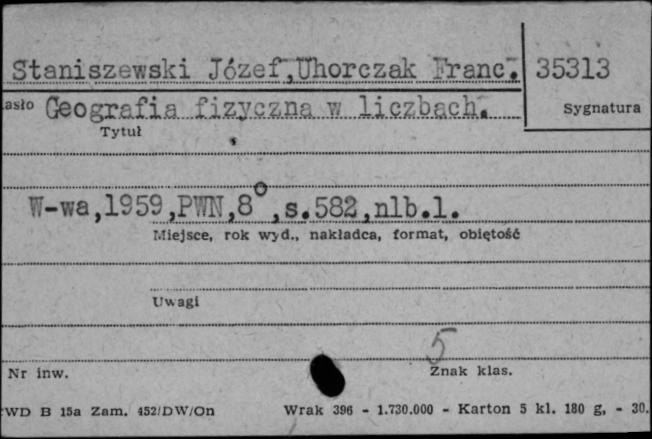 Staniszewski Józef,Uhorczak Franc. 35313
asło Geografia fizyczna w liczbach. Sygnatura
Tytuł
W-wa,1959,PWN,8°,s.582,nlb.1.
Miejsce, rok wyd., nakładca, format, objętość
Uwagi
5
Nr inw. Znak klas.
WD B 15a Zam. 452/DW/On Wrak 396 - 1.730.000 - Karton 5 kl. 180 g, - 30.